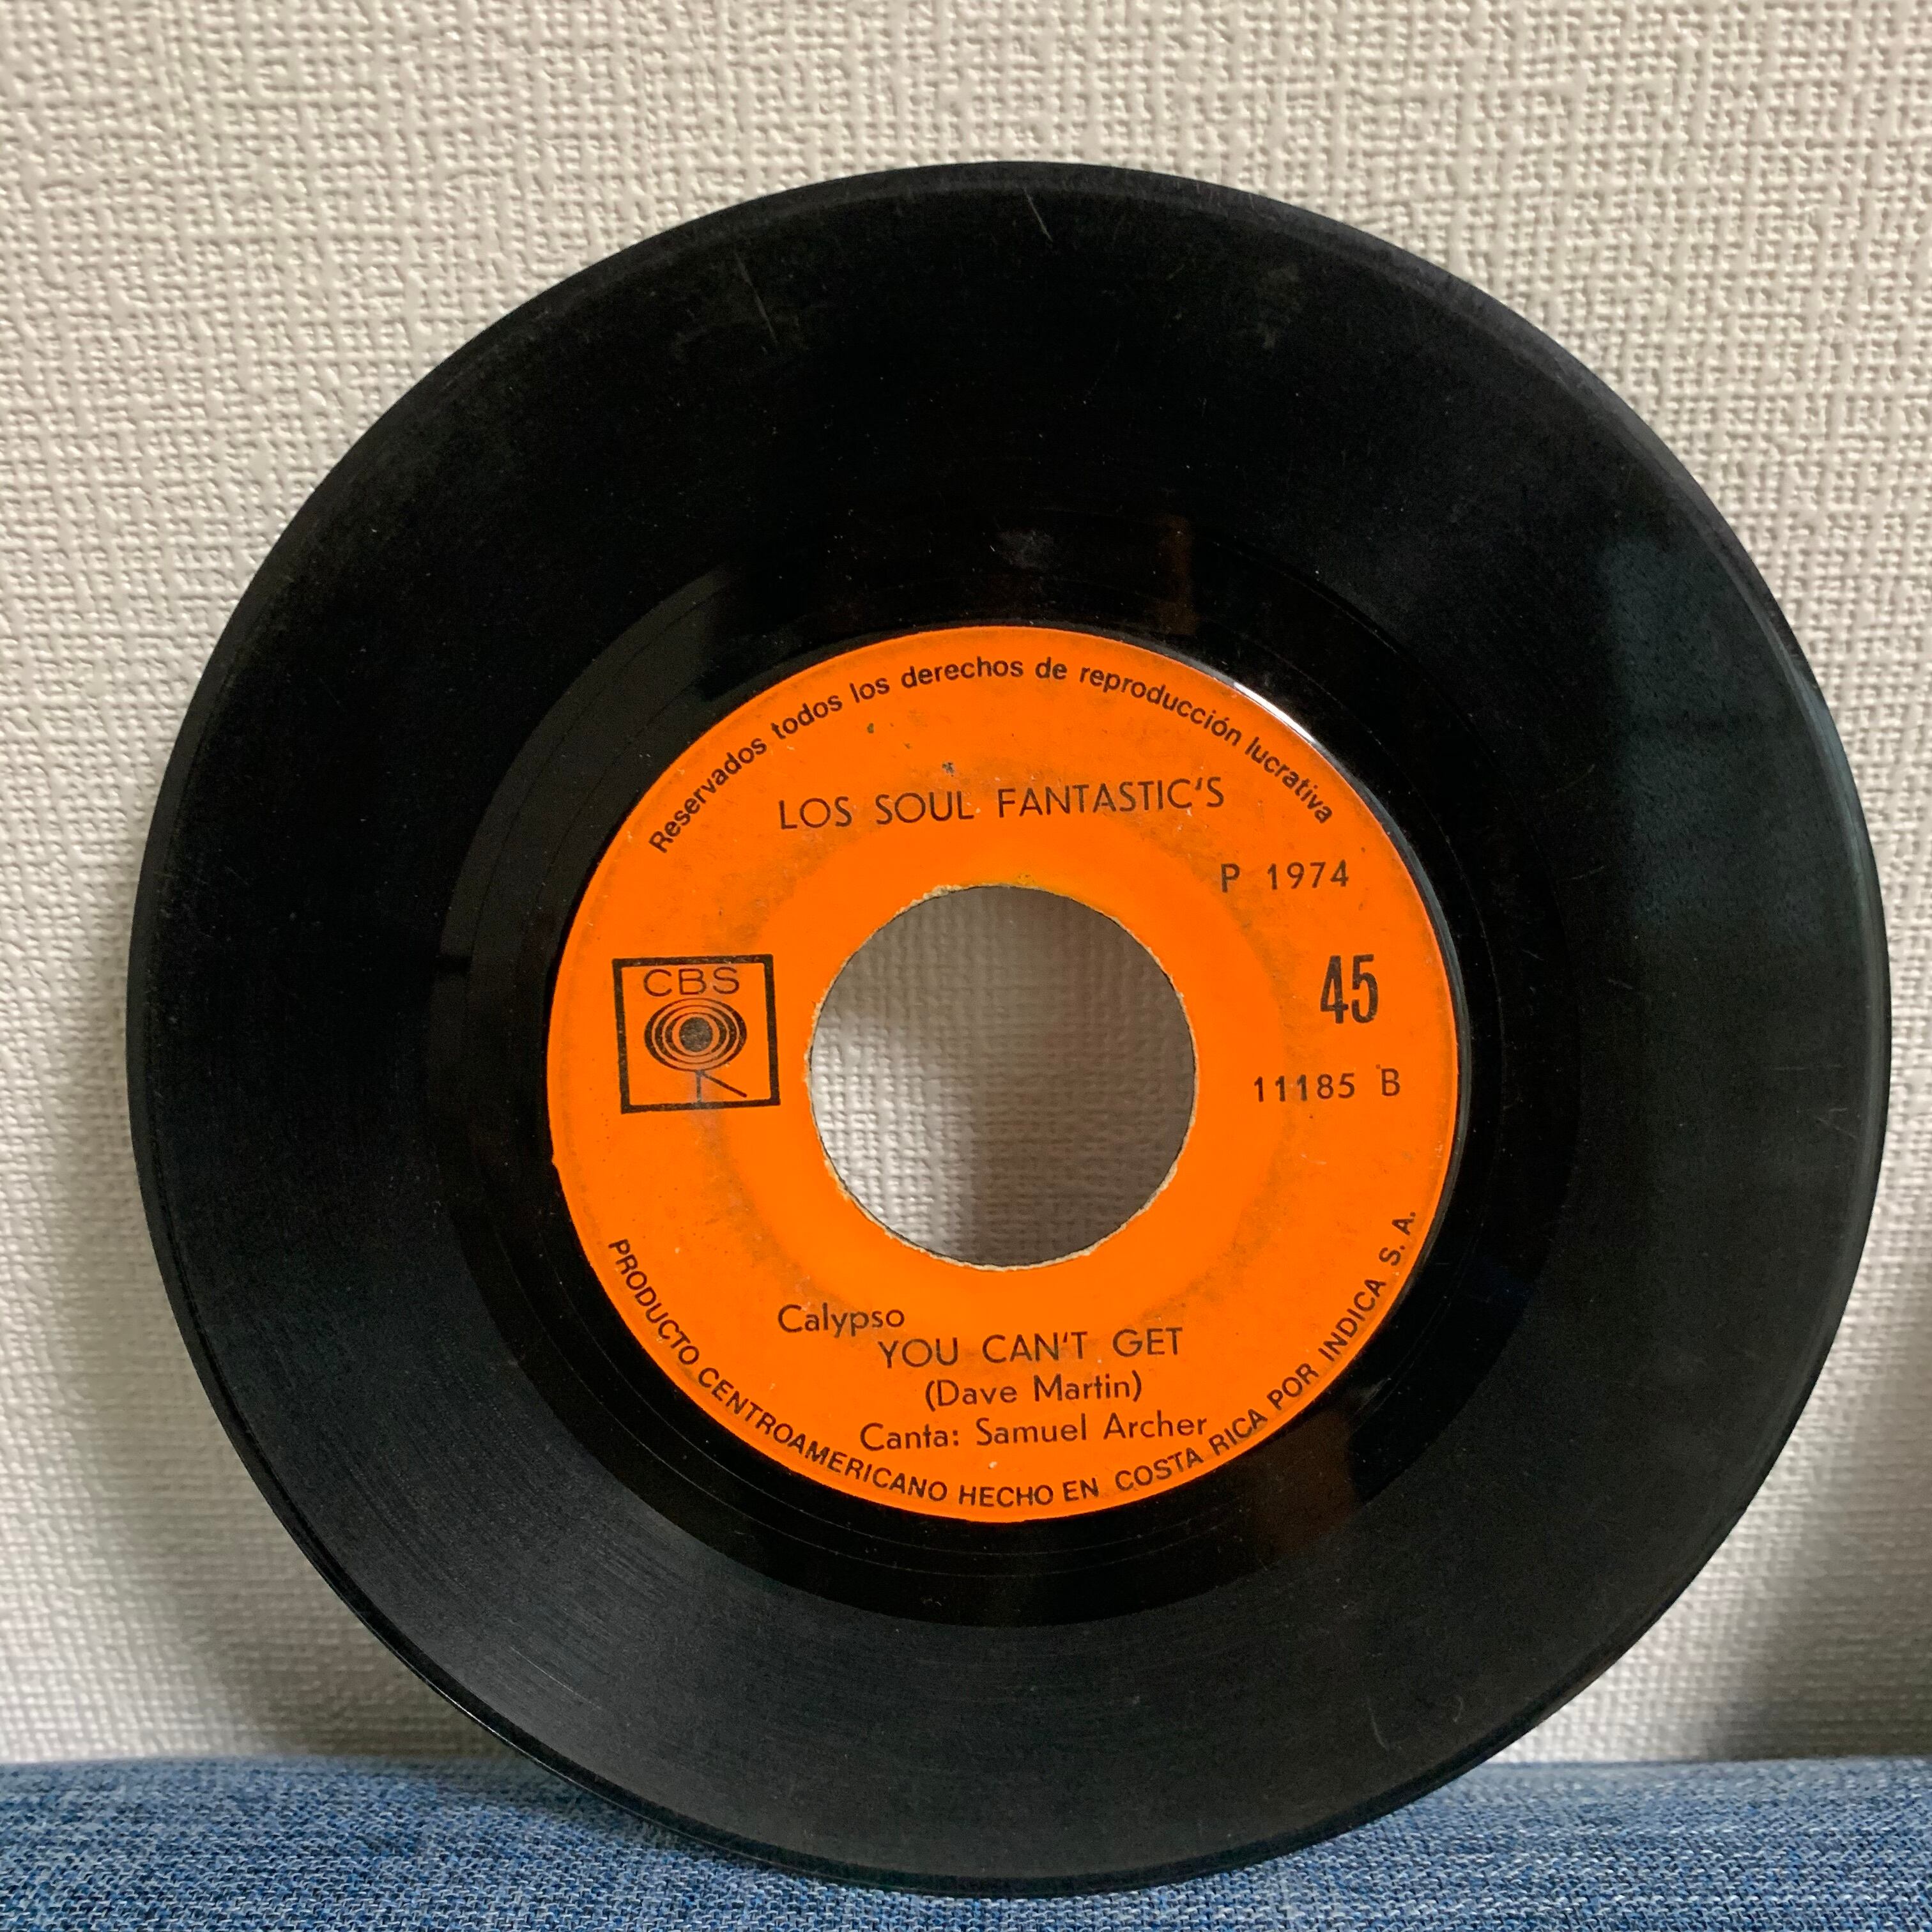 Reservados todos los derechos de reproducción lucrativa
LOS SOUL FANTASTIC'S
P 1974
CBS
45
11185 B
Calypso
YOU CAN'T GET
(Dave Martin)
Canta: Samuel Archer
PRODUCTO CENTROAMERICANO HECHO EN COSTA RICA POR INDICA S. A.